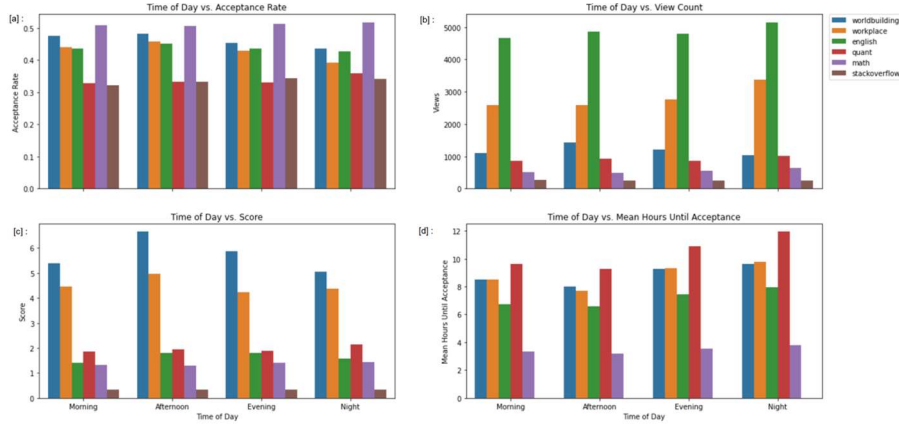 [a] :
Time of Day vs. Acceptance Rate
0.5
0.4
0.3
0.2
0.1
0.0
Acceptance Rate
[b] :
Time of Day vs. View Count
5000
4000
3000
2000
1000
0
Views
worldbuilding
workplace
english
quant
math
stackoverflow
[c] :
Time of Day vs. Score
6
5
4
3
2
1
0
Score
Morning
Afternoon
Evening
Night
Time of Day
[d] :
Time of Day vs. Mean Hours Until Acceptance
12
10
8
6
4
2
0
Mean Hours Until Acceptance
Morning
Afternoon
Evening
Night
Time of Day